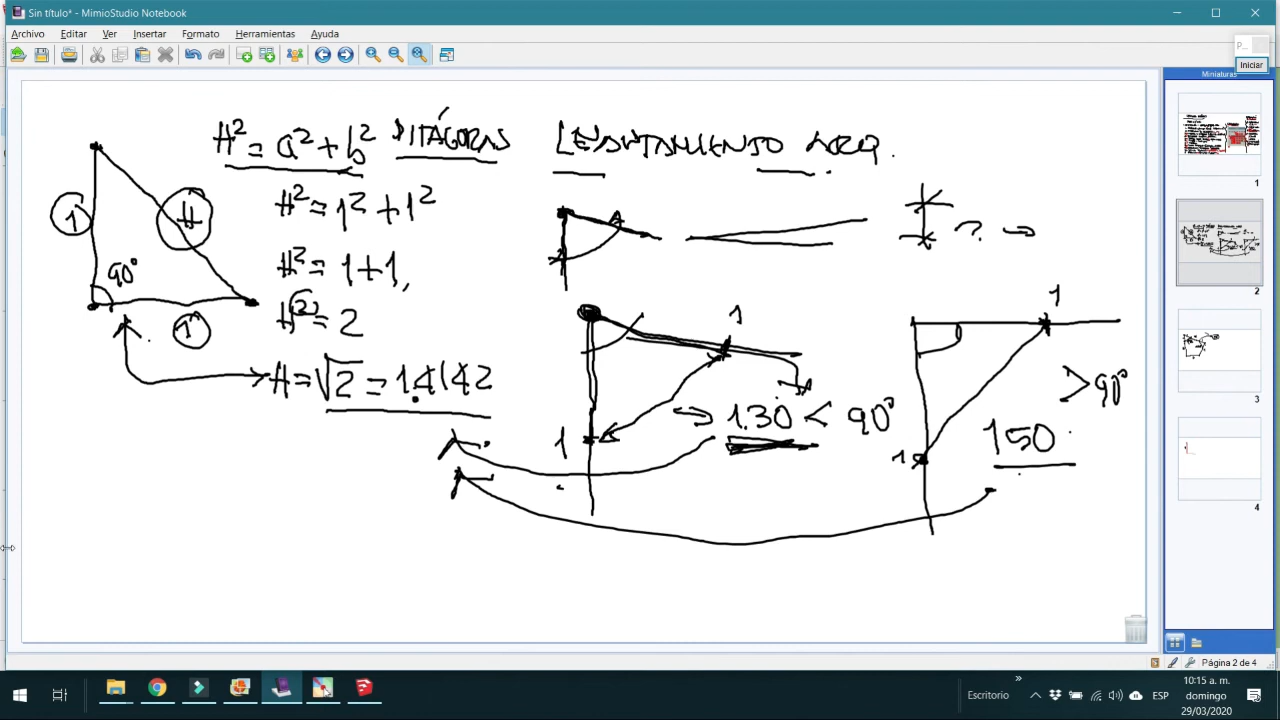 Sin título* - MimioStudio Notebook
Archivo Editar Ver Insertar Formato Herramientas Ayuda
P...
Iniciar
Miniaturas
H² = a² + b² PITÁGORAS LEVANTAMIENTO ARQ.
H² = 1² + 1²
1 H
90°
H² = 1 + 1,
? →
H² = 2
1
1
1
H = √2 = 1.4142
> 90°
→ 1.30 < 90°
1
1
150
1
2
3
4
Página 2 de 4
Escritorio
ESP
10:15 a. m.
domingo
29/03/2020